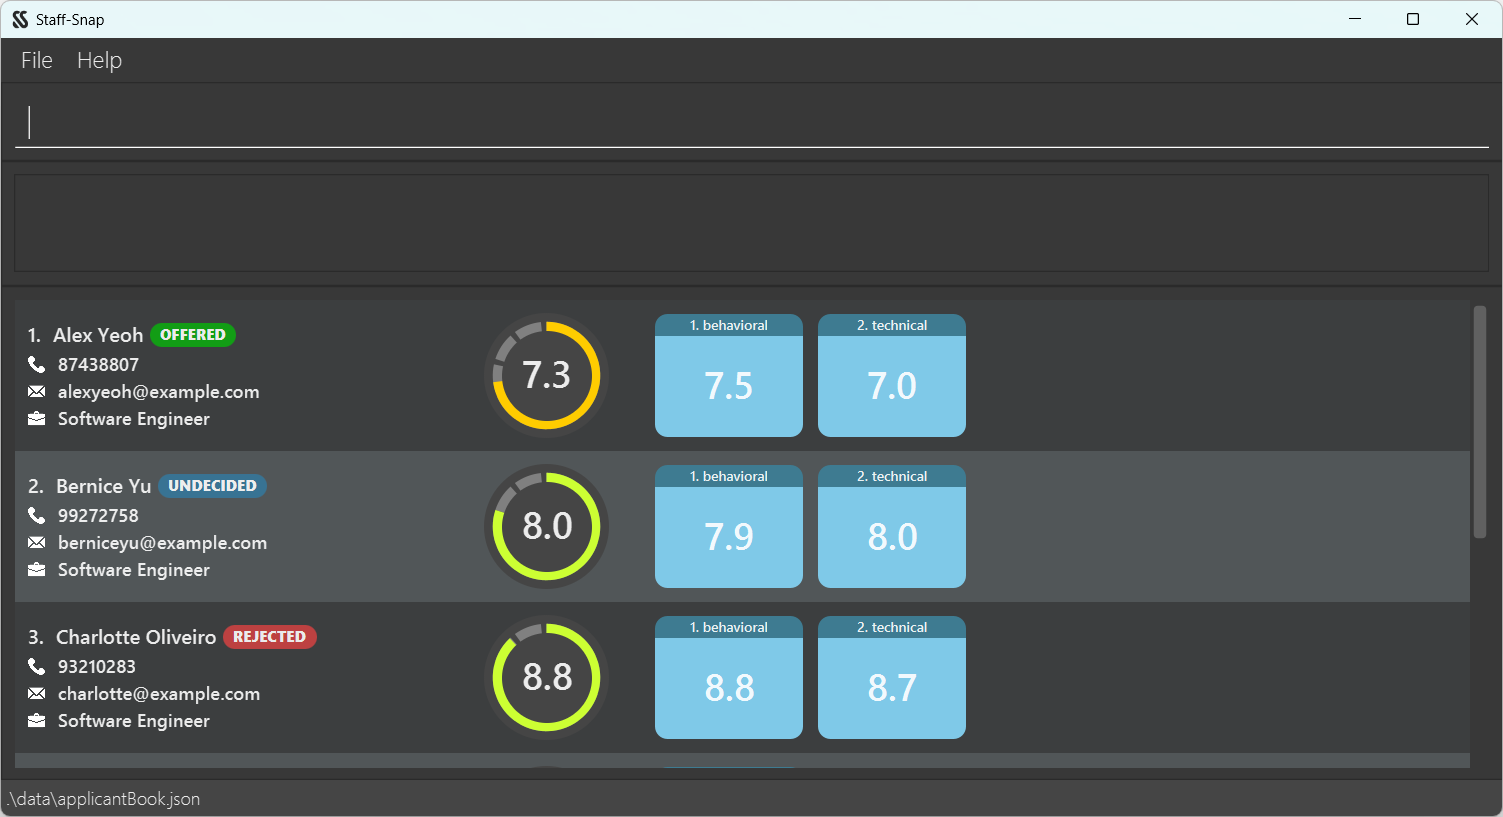 Staff-Snap
File Help
1. Alex Yeoh OFFERED
87438807
alexyeoh@example.com
Software Engineer
7.3
1. behavioral
7.5
2. technical
7.0
2. Bernice Yu UNDECIDED
99272758
berniceyu@example.com
Software Engineer
8.0
1. behavioral
7.9
2. technical
8.0
3. Charlotte Oliveiro REJECTED
93210283
charlotte@example.com
Software Engineer
8.8
1. behavioral
8.8
2. technical
8.7
.\data\applicantBook.json